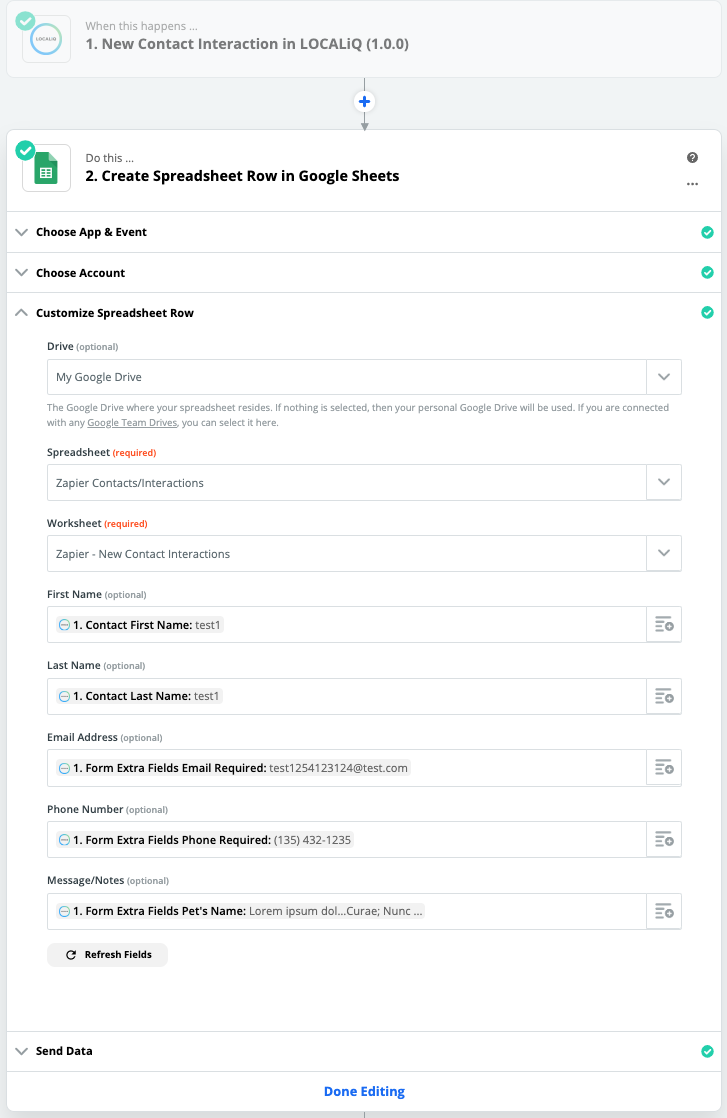 LOCALiQ
When this happens ...
1. New Contact Interaction in LOCALiQ (1.0.0)
Do this ...
2. Create Spreadsheet Row in Google Sheets
Choose App & Event
Choose Account
Customize Spreadsheet Row
Drive (optional)
My Google Drive
The Google Drive where your spreadsheet resides. If nothing is selected, then your personal Google Drive will be used. If you are connected
with any Google Team Drives, you can select it here.
Spreadsheet (required)
Zapier Contacts/Interactions
Worksheet (required)
Zapier - New Contact Interactions
First Name (optional)
1. Contact First Name: test1
Last Name (optional)
1. Contact Last Name: test1
Email Address (optional)
1. Form Extra Fields Email Required: test1254123124@test.com
Phone Number (optional)
1. Form Extra Fields Phone Required: (135) 432-1235
Message/Notes (optional)
1. Form Extra Fields Pet's Name: Lorem ipsum dol...Curae; Nunc ...
Refresh Fields
Send Data
Done Editing